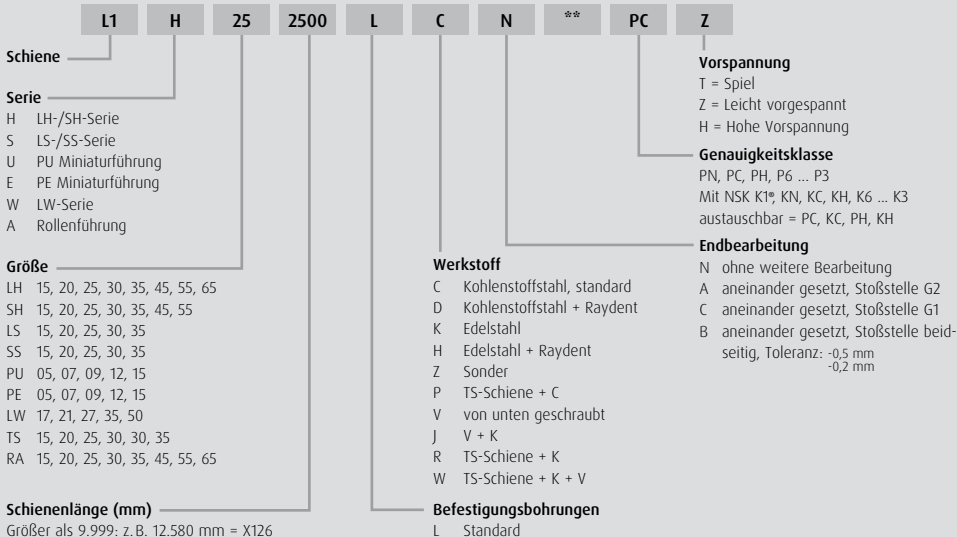 L1 H 25 2500 L C N ** PC Z
Schiene
Serie
H LH-/SH-Serie
S LS-/SS-Serie
U PU Miniaturführung
E PE Miniaturführung
W LW-Serie
A Rollenführung
Größe
LH 15, 20, 25, 30, 35, 45, 55, 65
SH 15, 20, 25, 30, 35, 45, 55
LS 15, 20, 25, 30, 35
SS 15, 20, 25, 30, 35
PU 05, 07, 09, 12, 15
PE 05, 07, 09, 12, 15
LW 17, 21, 27, 35, 50
TS 15, 20, 25, 30, 30, 35
RA 15, 20, 25, 30, 35, 45, 55, 65
Schienenlänge (mm)
Größer als 9.999: z. B. 12.580 mm = X126
Werkstoff
C Kohlenstoffstahl, standard
D Kohlenstoffstahl + Raydent
K Edelstahl
H Edelstahl + Raydent
Z Sonder
P TS-Schiene + C
V von unten geschraubt
J V + K
R TS-Schiene + K
W TS-Schiene + K + V
Befestigungsbohrungen
L Standard
Vorspannung
T = Spiel
Z = Leicht vorgespannt
H = Hohe Vorspannung
Genauigkeitsklasse
PN, PC, PH, P6 ... P3
Mit NSK K1®, KN, KC, KH, K6 ... K3
austauschbar = PC, KC, PH, KH
Endbearbeitung
N ohne weitere Bearbeitung
A aneinander gesetzt, Stoßstelle G2
C aneinander gesetzt, Stoßstelle G1
B aneinander gesetzt, Stoßstelle beid-
seitig, Toleranz: -0,5 mm
-0,2 mm